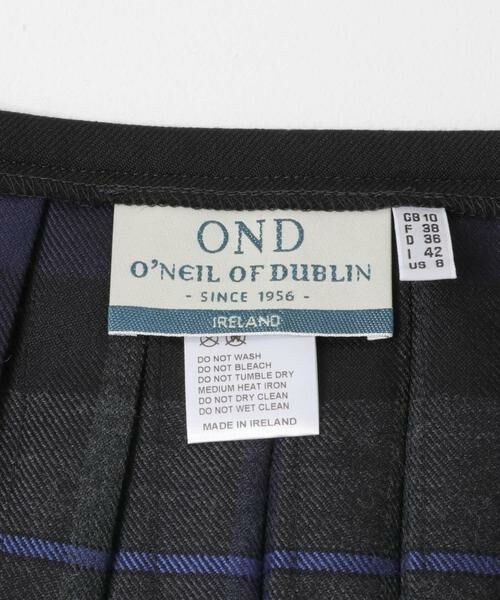 OND
O'NEIL OF DUBLIN
- SINCE 1956 -
IRELAND
GB 10
F 38
D 36
I 42
US 8
DO NOT WASH
DO NOT BLEACH
DO NOT TUMBLE DRY
MEDIUM HEAT IRON
DO NOT DRY CLEAN
DO NOT WET CLEAN
MADE IN IRELAND